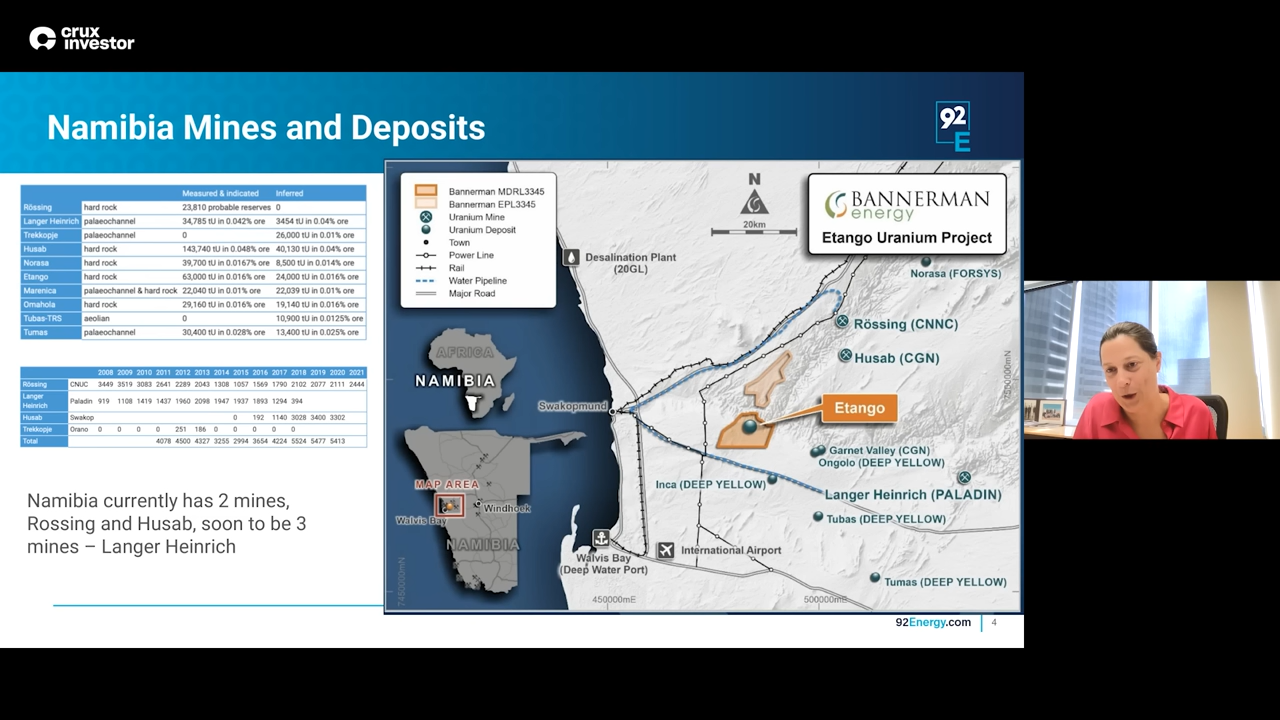 crux
investor
Namibia Mines and Deposits
92
E
Measured & indicated Inferred
Rössing hard rock 23,810 probable reserves 0
Langer Heinrich palaeochannel 34,785 tU in 0.042% ore 3454 tU in 0.04% ore
Trekkopje palaeochannel 0 26,000 tU in 0.01% ore
Husab hard rock 143,740 tU in 0.048% ore 40,130 tU in 0.04% ore
Norasa hard rock 39,700 tU in 0.0167% ore 8,500 tU in 0.014% ore
Etango hard rock 63,000 tU in 0.016% ore 24,000 tU in 0.016% ore
Marenica palaeochannel & hard rock 22,040 tU in 0.01% ore 22,039 tU in 0.01% ore
Omahola hard rock 29,160 tU in 0.016% ore 19,140 tU in 0.016% ore
Tubas-TRS aeolian 0 10,900 tU in 0.0125% ore
Tumas palaeochannel 30,400 tU in 0.028% ore 13,400 tU in 0.025% ore
2008 2009 2010 2011 2012 2013 2014 2015 2016 2017 2018 2019 2020 2021
Rössing CNUC 3449 3519 3083 2641 2289 2043 1308 1057 1569 1790 2102 2077 2111 2444
Langer
Heinrich Paladin 919 1108 1419 1437 1960 2098 1947 1937 1893 1294 394
Husab Swakop 0 192 1140 3028 3400 3302
Trekkopje Orano 0 0 0 0 251 186 0 0 0 0 0
Total 4078 4500 4327 3255 2994 3654 4224 5524 5477 5413
Namibia currently has 2 mines,
Rossing and Husab, soon to be 3
mines – Langer Heinrich
Bannerman MDRL3345
Bannerman EPL3345
Uranium Mine
Uranium Deposit
Town
Power Line
Rail
Water Pipeline
Major Road
N
20km
BANNERMAN
energy
Etango Uranium Project
Desalination Plant
(20GL)
Norasa (FORSYS)
Rössing (CNNC)
Husab (CGN)
Etango
Swakopmund
Garnet Valley (CGN)
Ongolo (DEEP YELLOW)
Inca (DEEP YELLOW)
Langer Heinrich (PALADIN)
Tubas (DEEP YELLOW)
International Airport
Walvis Bay
(Deep Water Port)
Tumas (DEEP YELLOW)
450000mE
500000mE
7450000mN
7500000mN
AFRICA
NAMIBIA
MAP AREA
Windhoek
Walvis Bay
NAMIBIA
92Energy.com 4